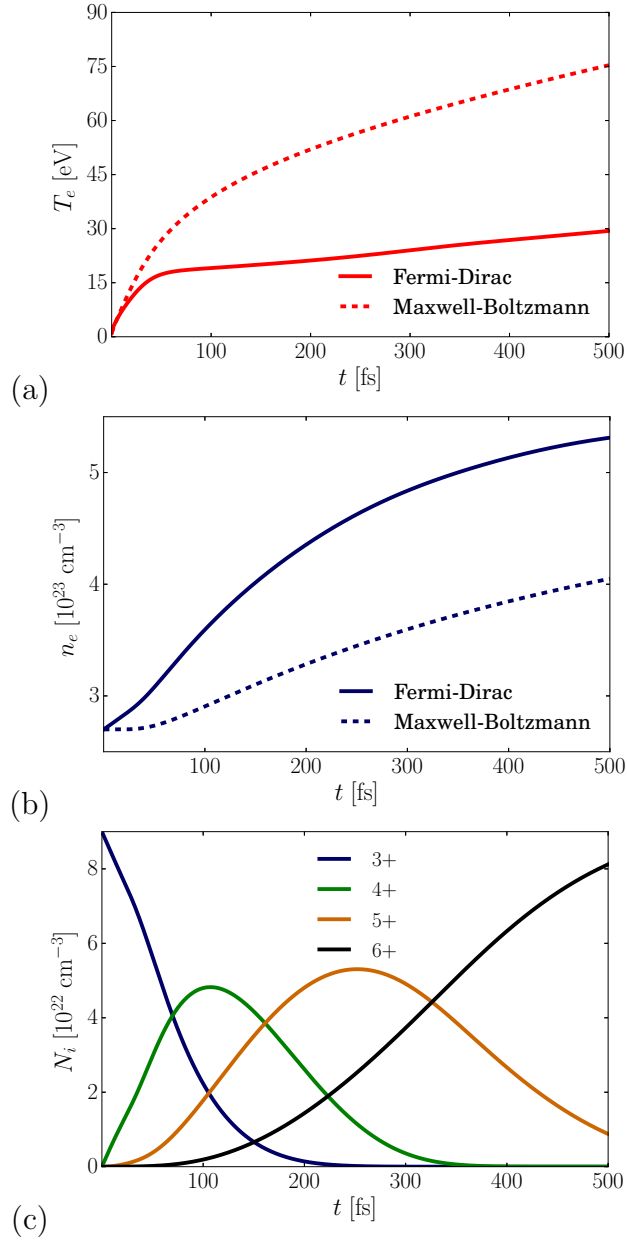 90
75
60
45
30
15
0
T_e [eV]
Fermi-Dirac
Maxwell-Boltzmann
100 200 300 400 500
t [fs]
(a)
5
4
3
n_e [10^23 cm^−3]
Fermi-Dirac
Maxwell-Boltzmann
100 200 300 400 500
t [fs]
(b)
8
6
4
2
0
N_i [10^22 cm^−3]
3+
4+
5+
6+
100 200 300 400 500
t [fs]
(c)